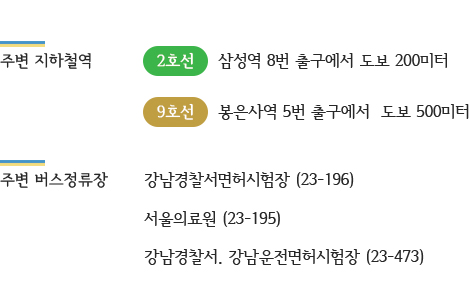 주변 지하철역 2호선 삼성역 8번 출구에서 도보 200미터
9호선 봉은사역 5번 출구에서 도보 500미터
주변 버스정류장 강남경찰서면허시험장 (23-196)
서울의료원 (23-195)
강남경찰서. 강남운전면허시험장 (23-473)